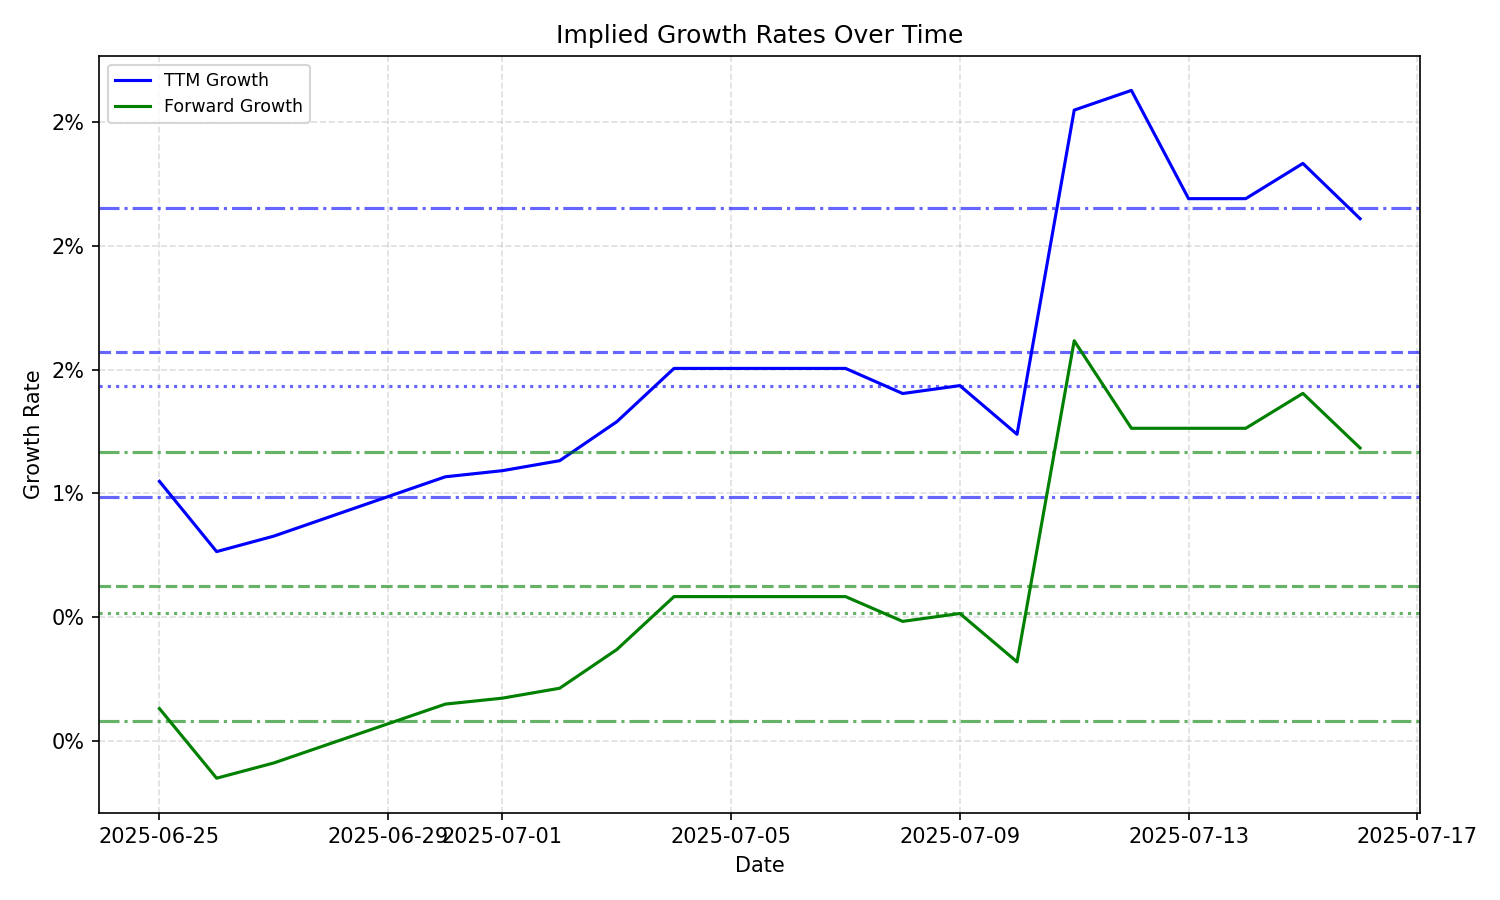 Implied Growth Rates Over Time
TTM Growth
Forward Growth
2%
2%
2%
1%
0%
0%
Growth Rate
2025-06-25
2025-06-29
2025-07-01
2025-07-05
2025-07-09
2025-07-13
2025-07-17
Date